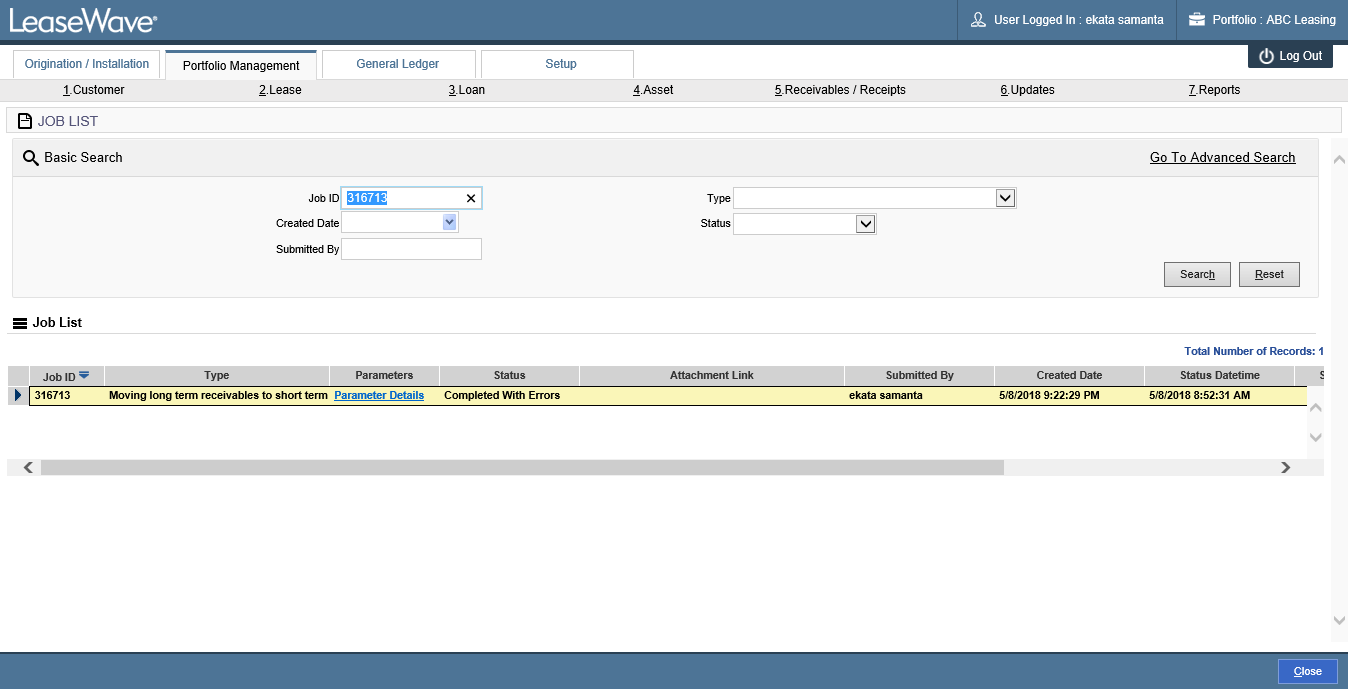 LeaseWave®
User Logged In : ekata samanta
Portfolio : ABC Leasing
Log Out
Origination / Installation
Portfolio Management
General Ledger
Setup
1.Customer
2.Lease
3.Loan
4.Asset
5.Receivables / Receipts
6.Updates
7.Reports
JOB LIST
Basic Search
Go To Advanced Search
Job ID 316713
Type
Created Date
Status
Submitted By
Search
Reset
Job List
Total Number of Records: 1
Job ID Type Parameters Status Attachment Link Submitted By Created Date Status Datetime
316713 Moving long term receivables to short term Parameter Details Completed With Errors ekata samanta 5/8/2018 9:22:29 PM 5/8/2018 8:52:31 AM
Close